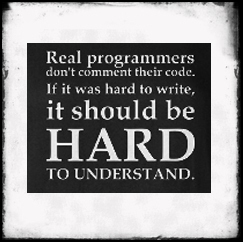 Real programmers
don't comment their code.
If it was hard to write,
it should be
HARD
TO UNDERSTAND.